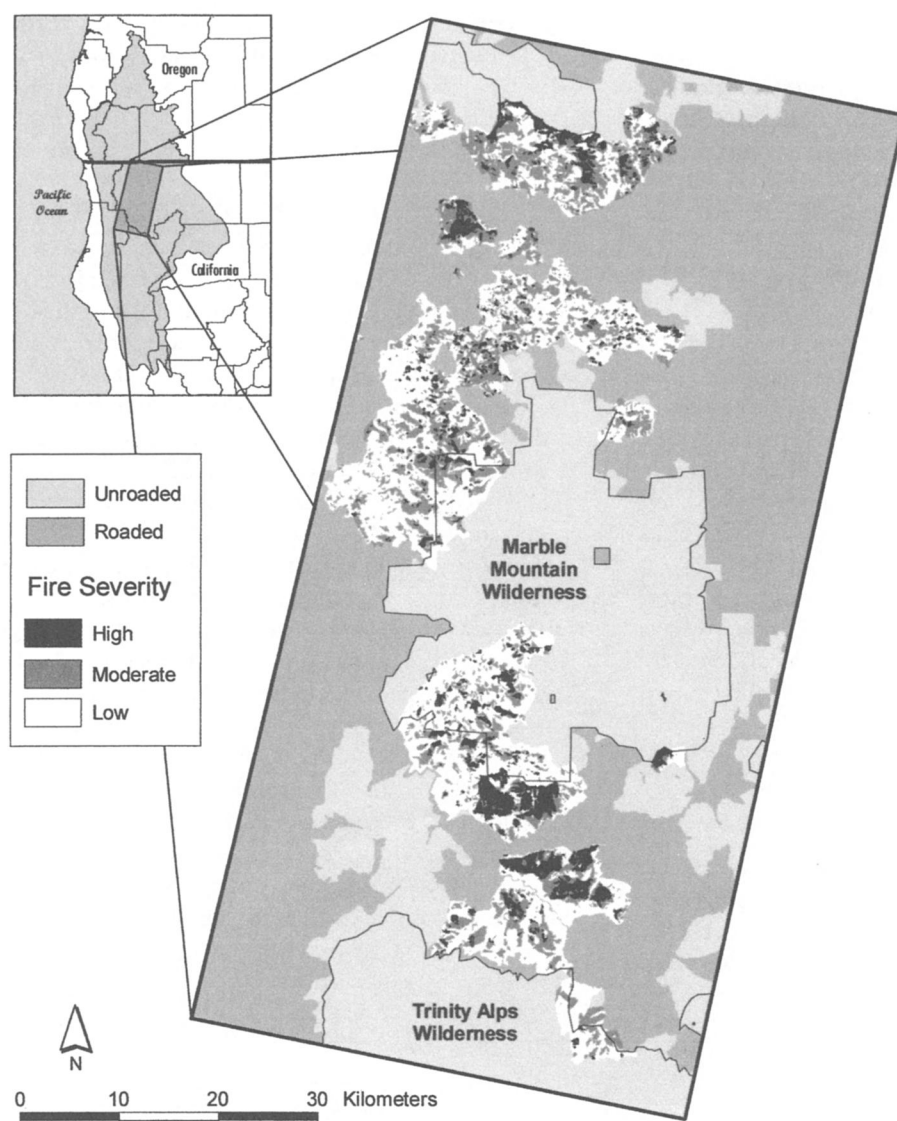 Oregon
Pacific
Ocean
California
Unroaded
Roaded
Fire Severity
High
Moderate
Low
Marble
Mountain
Wilderness
Trinity Alps
Wilderness
N
0 10 20 30 Kilometers